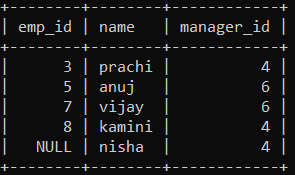 +--------+--------+------------+
| emp_id | name   | manager_id |
+--------+--------+------------+
|      3 | prachi |          4 |
|      5 | anuj   |          6 |
|      7 | vijay  |          6 |
|      8 | kamini |          4 |
|   NULL | nisha  |          4 |
+--------+--------+------------+